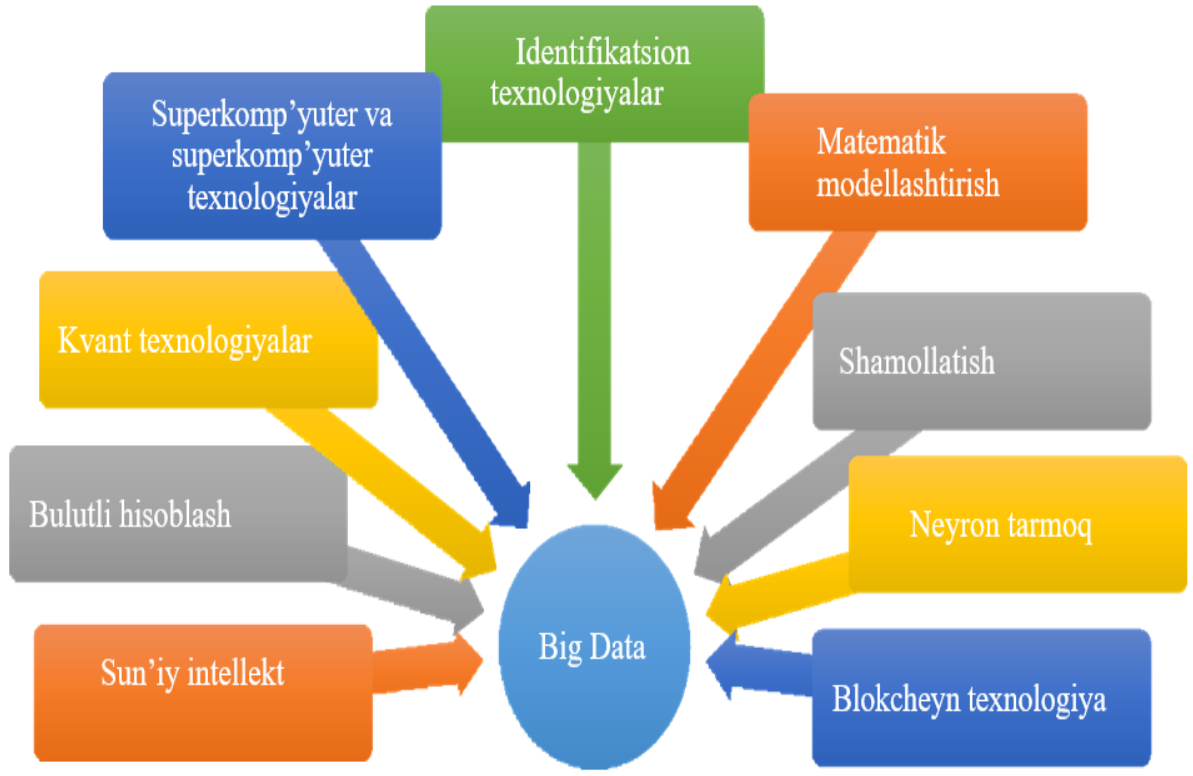 Identifikatsion
texnologiyalar
Superkomp’yuter va
superkomp’yuter
texnologiyalar
Matematik
modellashtirish
Kvant texnologiyalar
Shamollatish
Bulutli hisoblash
Neyron tarmoq
Sun’iy intellekt
Big Data
Blokcheyn texnologiya